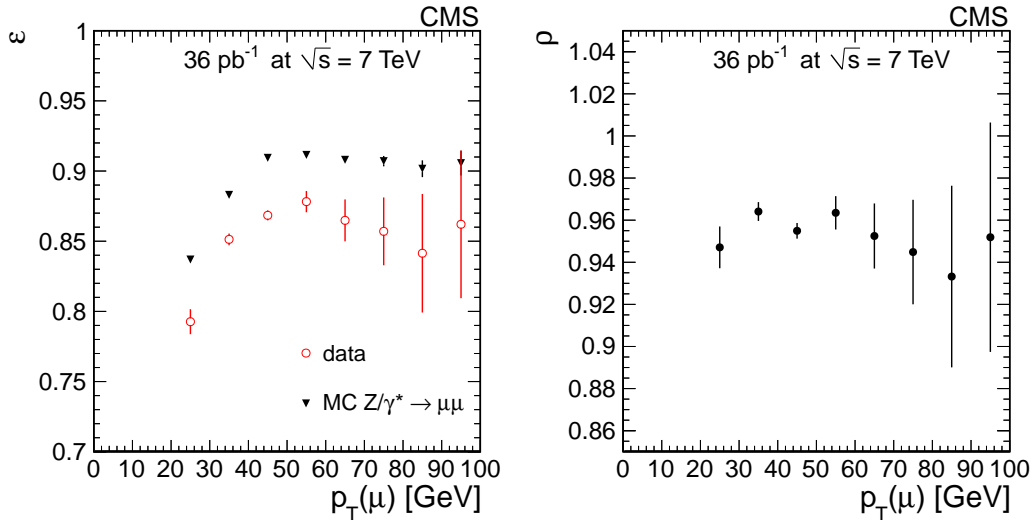 CMS
36 pb⁻¹ at √s = 7 TeV
ε
1
0.95
0.9
0.85
0.8
0.75
0.7
data
MC Z/γ* → μμ
0 10 20 30 40 50 60 70 80 90 100
p_T(μ) [GeV]
CMS
36 pb⁻¹ at √s = 7 TeV
ρ
1.04
1.02
1
0.98
0.96
0.94
0.92
0.9
0.88
0.86
0 10 20 30 40 50 60 70 80 90 100
p_T(μ) [GeV]